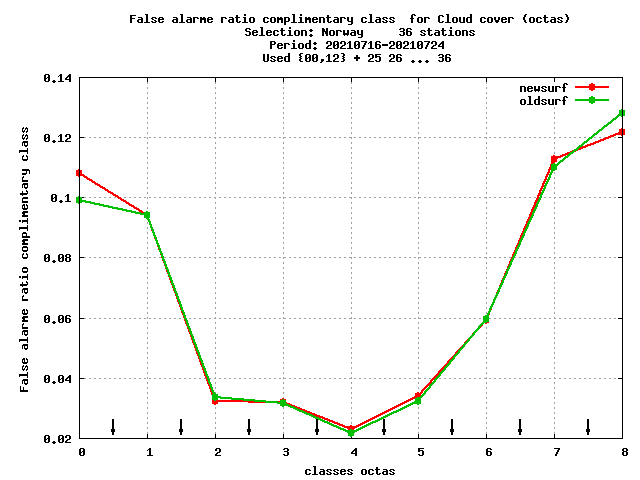 False alarme ratio complimentary class  for Cloud cover (octas)
Selection: Norway     36 stations
Period: 20210716-20210724
Used {00,12} + 25 26 ... 36
newsurf
oldsurf
0.14
0.12
0.1
0.08
0.06
0.04
0.02
False alarme ratio complimentary class
0 1 2 3 4 5 6 7 8
classes octas